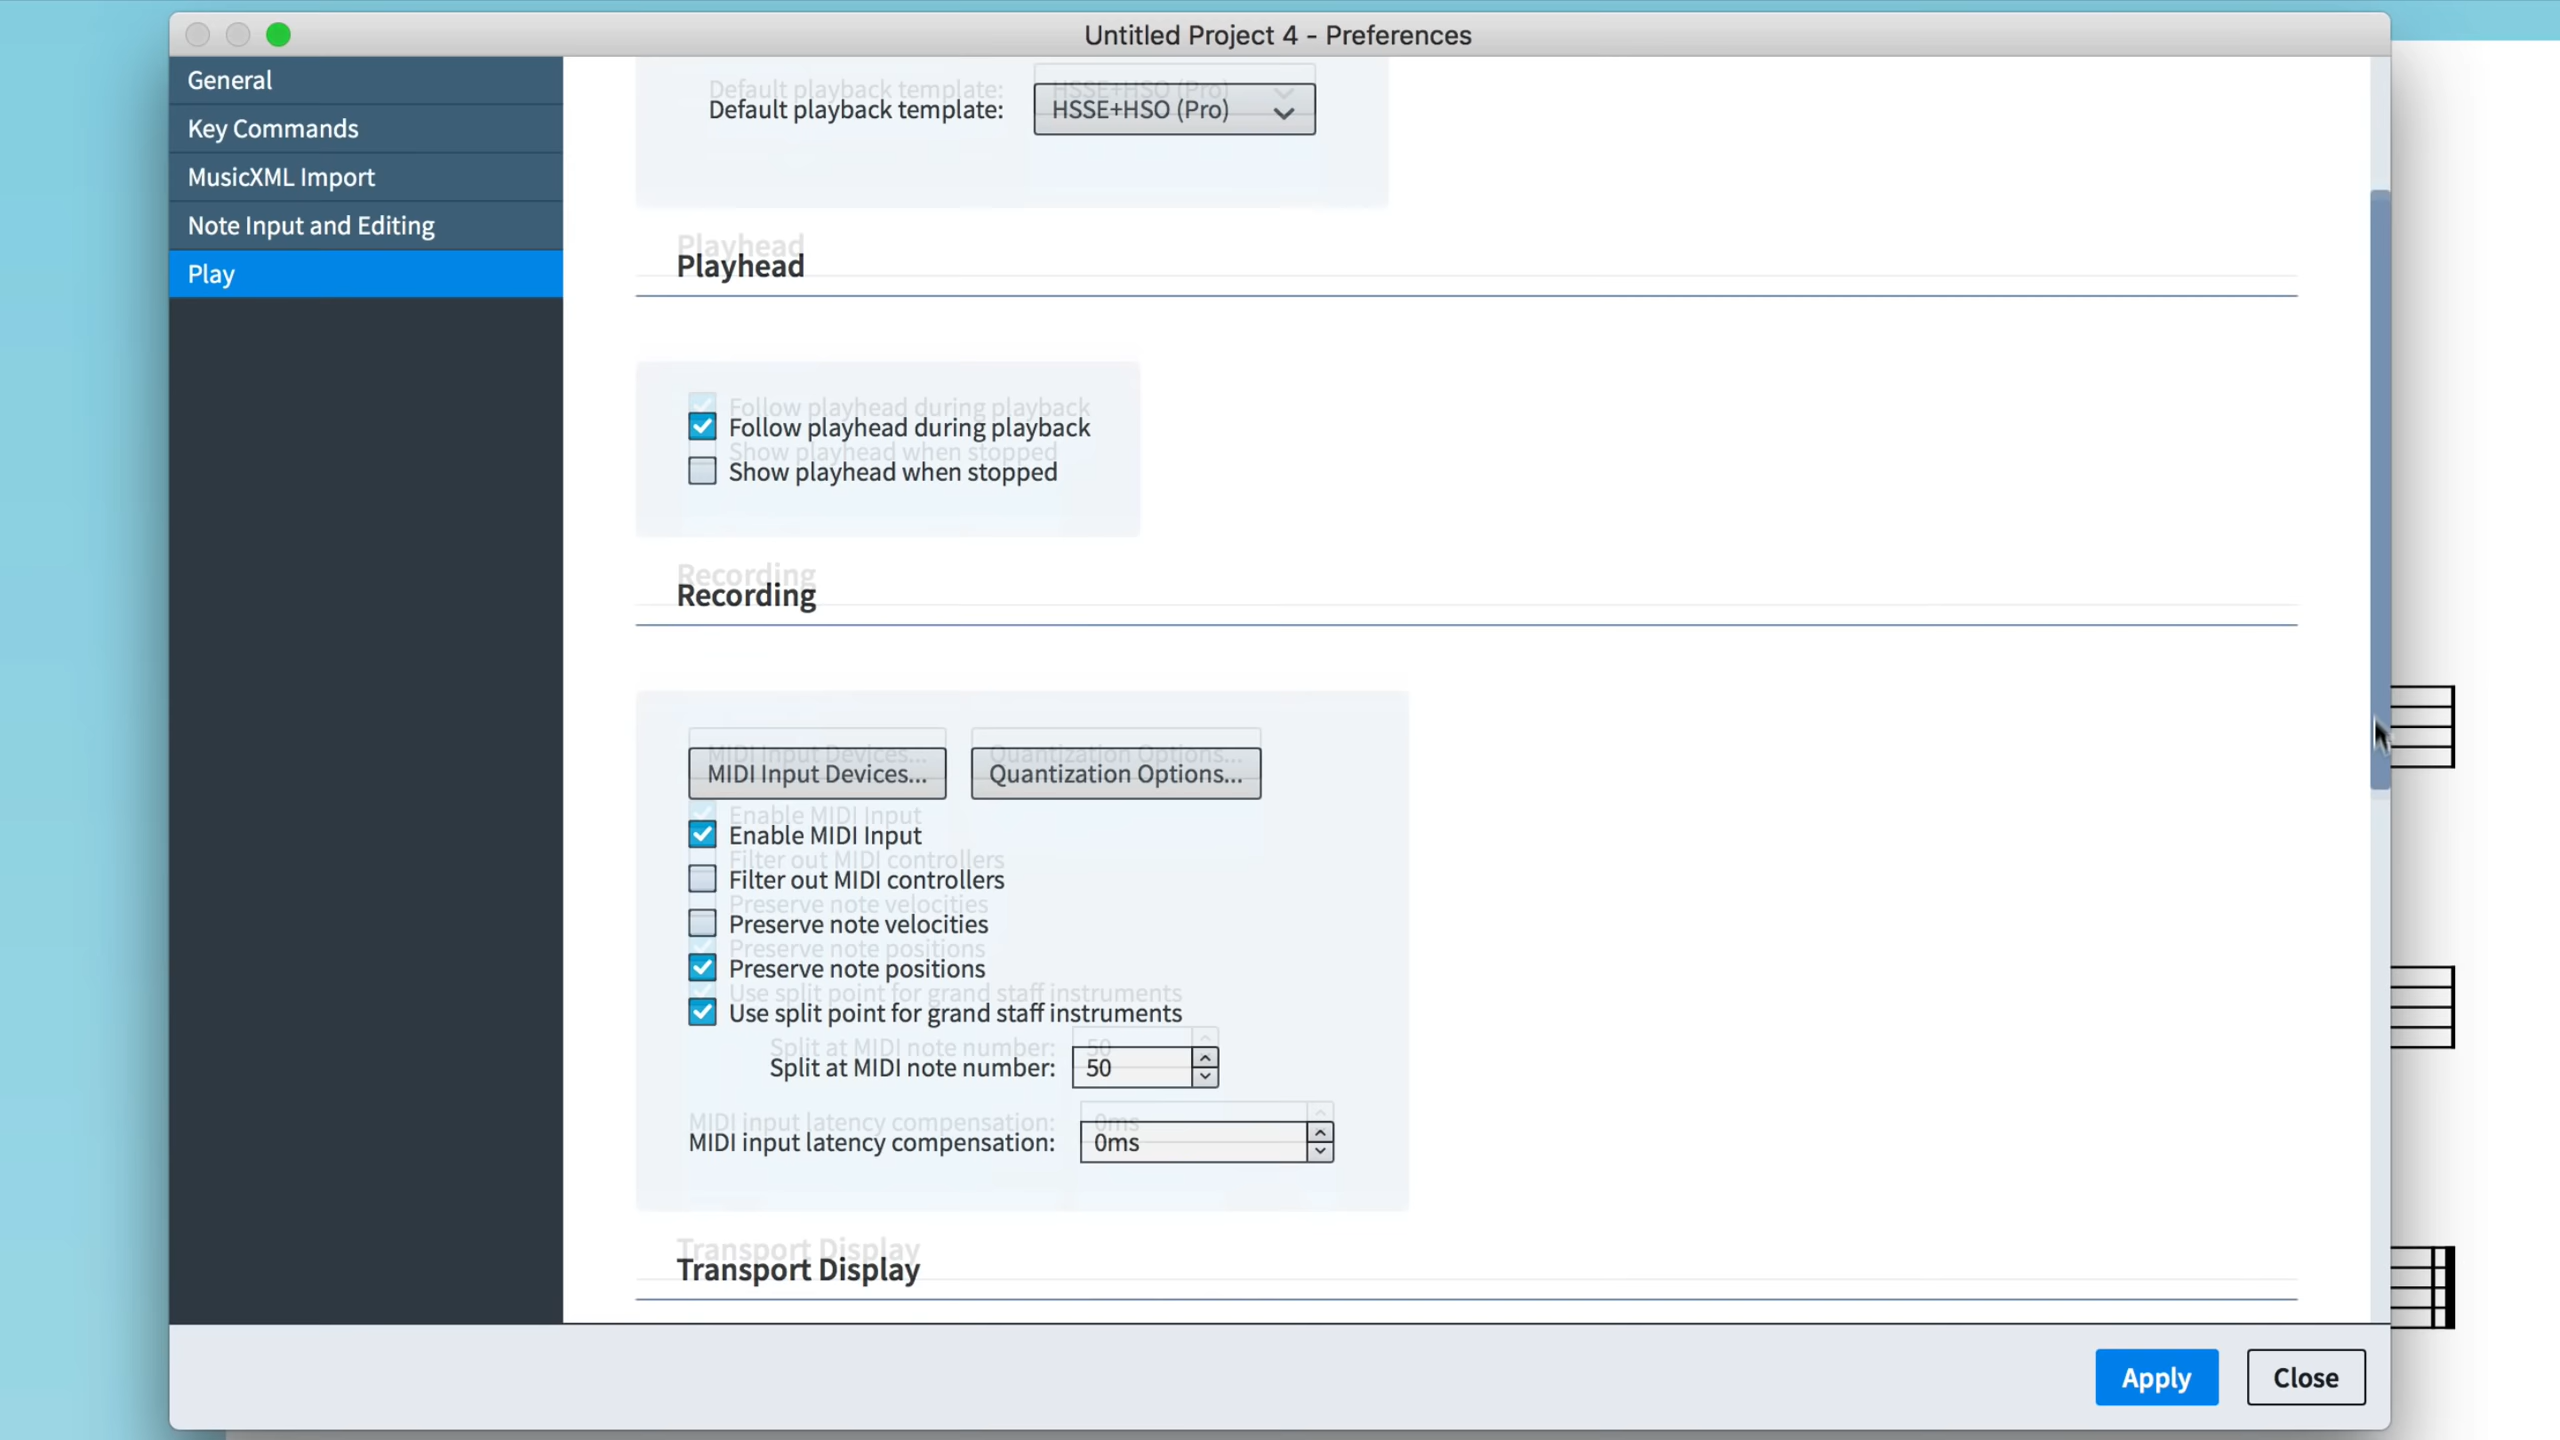 Untitled Project 4 - Preferences
General
Key Commands
MusicXML Import
Note Input and Editing
Play
Default playback template: HSSE+HSO (Pro)
Playhead
Follow playhead during playback
Show playhead when stopped
Recording
MIDI Input Devices... Quantization Options...
Enable MIDI Input
Filter out MIDI controllers
Preserve note velocities
Preserve note positions
Use split point for grand staff instruments
Split at MIDI note number: 50
MIDI input latency compensation: 0ms
Transport Display
Apply Close